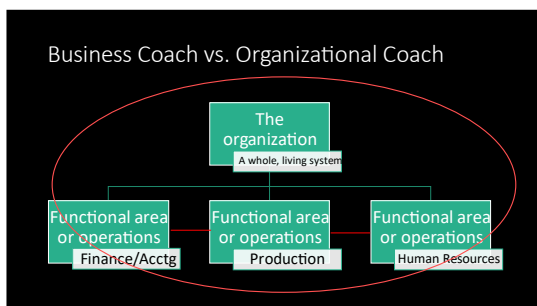 Business Coach vs. Organizational Coach
The
organization
A whole, living system
Functional area
or operations
Finance/Acctg
Functional area
or operations
Production
Functional area
or operations
Human Resources